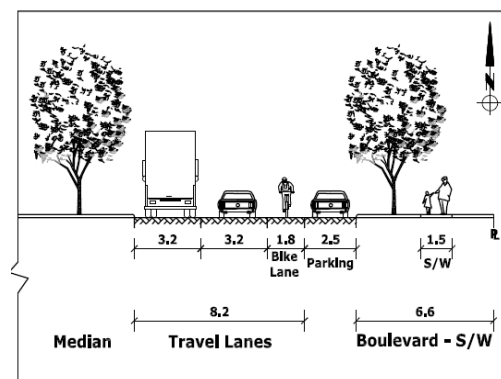 N
3.2 3.2 1.8 2.5 1.5
Bike Parking S/W
Lane
PL
8.2 6.6
Median Travel Lanes Boulevard - S/W